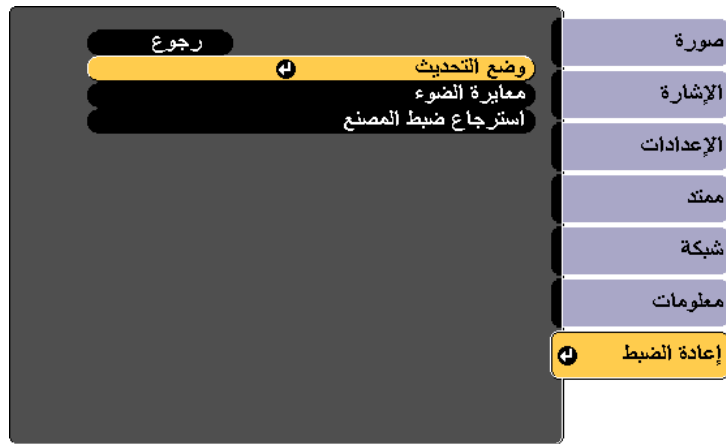 صورة
الإشارة
الإعدادات
ممتد
شبكة
معلومات
إعادة الضبط
رجوع
وضع التحديث
معايرة الضوء
استرجاع ضبط المصنع